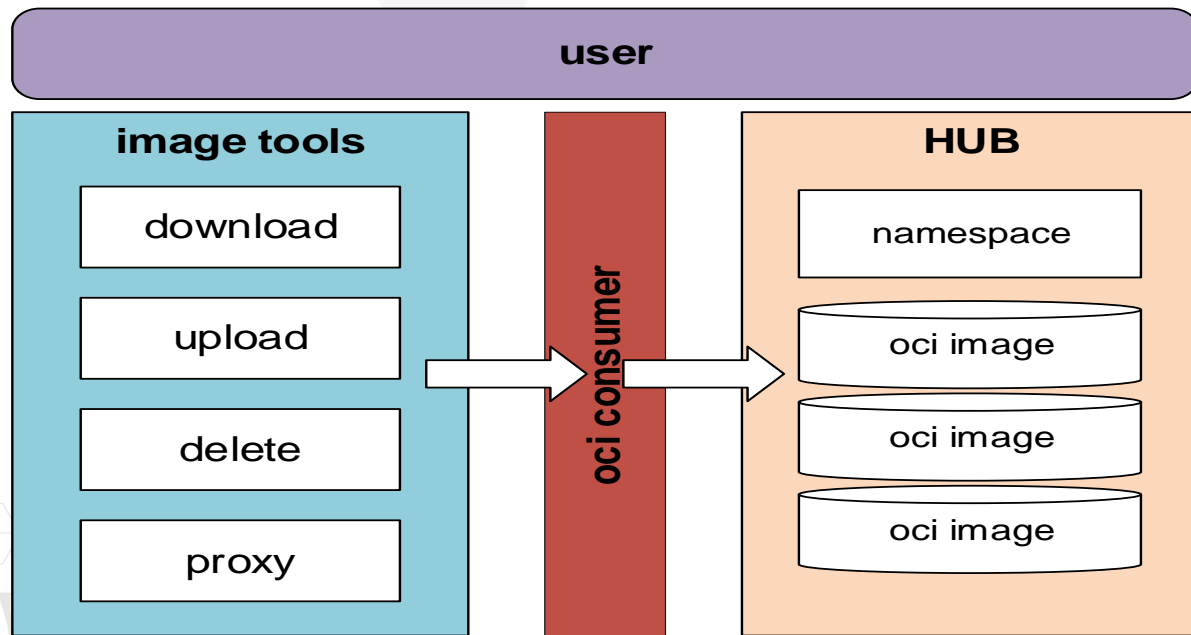 user
image tools
download
upload
delete
proxy
oci consumer
HUB
namespace
oci image
oci image
oci image